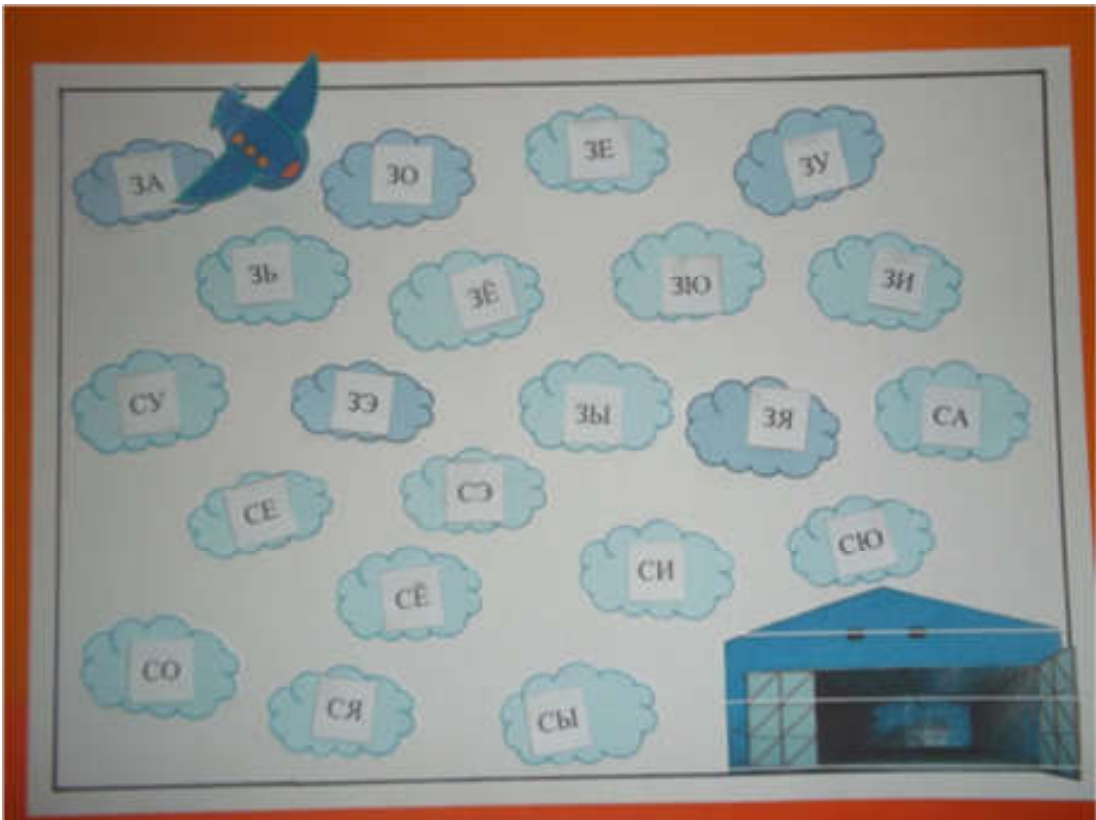 ЗА ЗО ЗЕ ЗУ
ЗЬ ЗЁ ЗЮ ЗИ
СУ ЗЭ ЗЫ ЗЯ СА
СЕ СЭ
СЁ СИ СЮ
СО СЯ СЫ